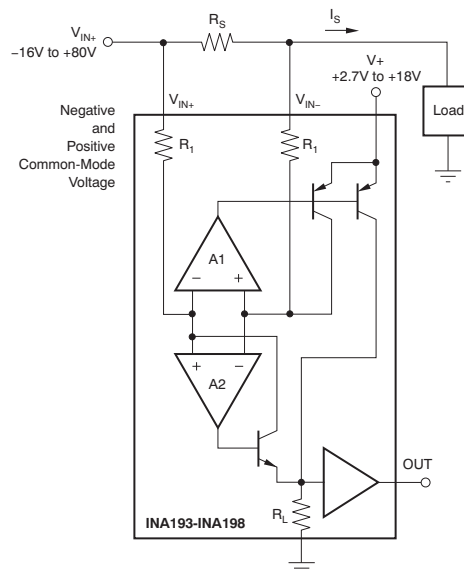 V_IN+
−16V to +80V
R_S
I_S
V+
+2.7V to +18V
Load
Negative
and
Positive
Common-Mode
Voltage
V_IN+
V_IN−
R_1
R_1
A1
−
+
+
−
A2
OUT
R_L
INA193-INA198